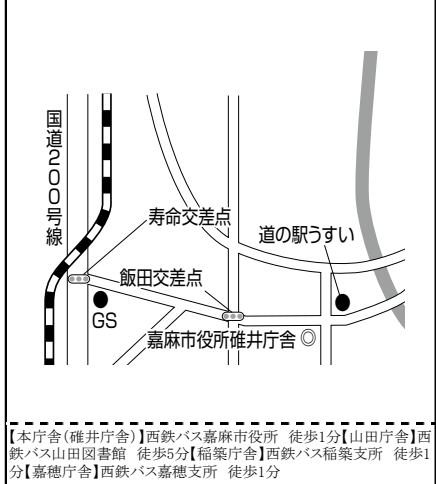 国道200号線
寿命交差点
道の駅うすい
飯田交差点
GS
嘉麻市役所碓井庁舎
【本庁舎(碓井庁舎)】西鉄バス嘉麻市役所 徒歩1分【山田庁舎】西
鉄バス山田図書館 徒歩5分【稲築庁舎】西鉄バス稲築支所 徒歩1
分【嘉穂庁舎】西鉄バス嘉穂支所 徒歩1分